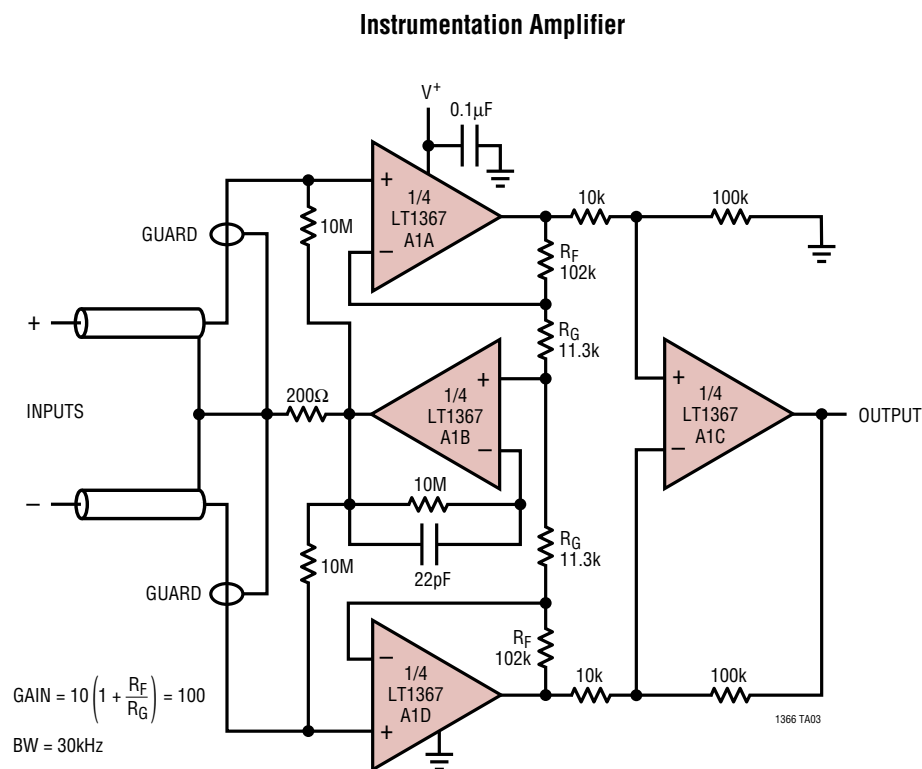 Instrumentation Amplifier
V+
0.1µF
+
1/4
LT1367
A1A
−
10M
GUARD
10k
100k
RF
102k
RG
11.3k
+
INPUTS
−
200Ω
+
1/4
LT1367
A1B
−
10M
22pF
+
1/4
LT1367
A1C
−
OUTPUT
RG
11.3k
10M
GUARD
RF
102k
−
1/4
LT1367
A1D
+
10k
100k
GAIN = 10 (1 + RF/RG) = 100
BW = 30kHz
1366 TA03